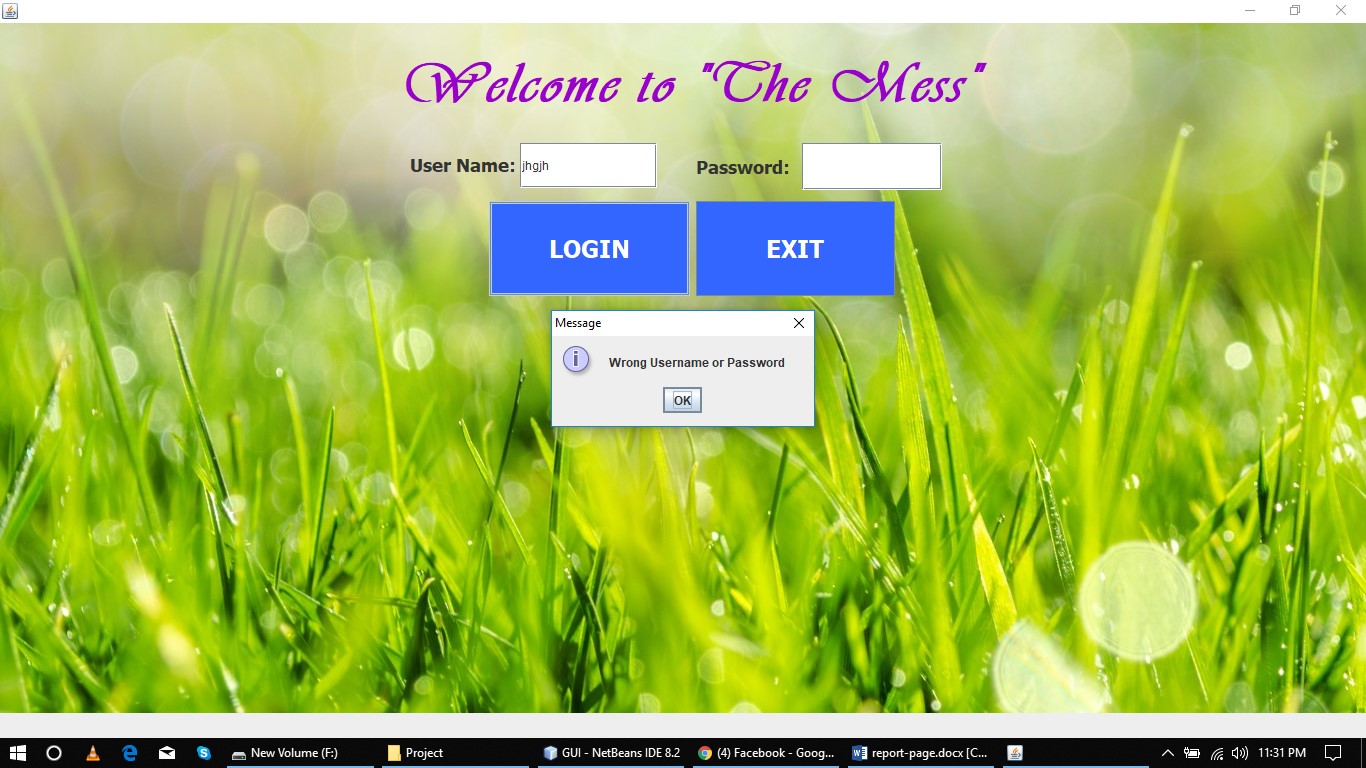 Welcome to "The Mess"
User Name: jhgjh Password:
LOGIN EXIT
Message
i
Wrong Username or Password
OK
New Volume (F:) Project GUI - NetBeans IDE 8.2 (4) Facebook - Goog... report-page.docx [C... 11:31 PM